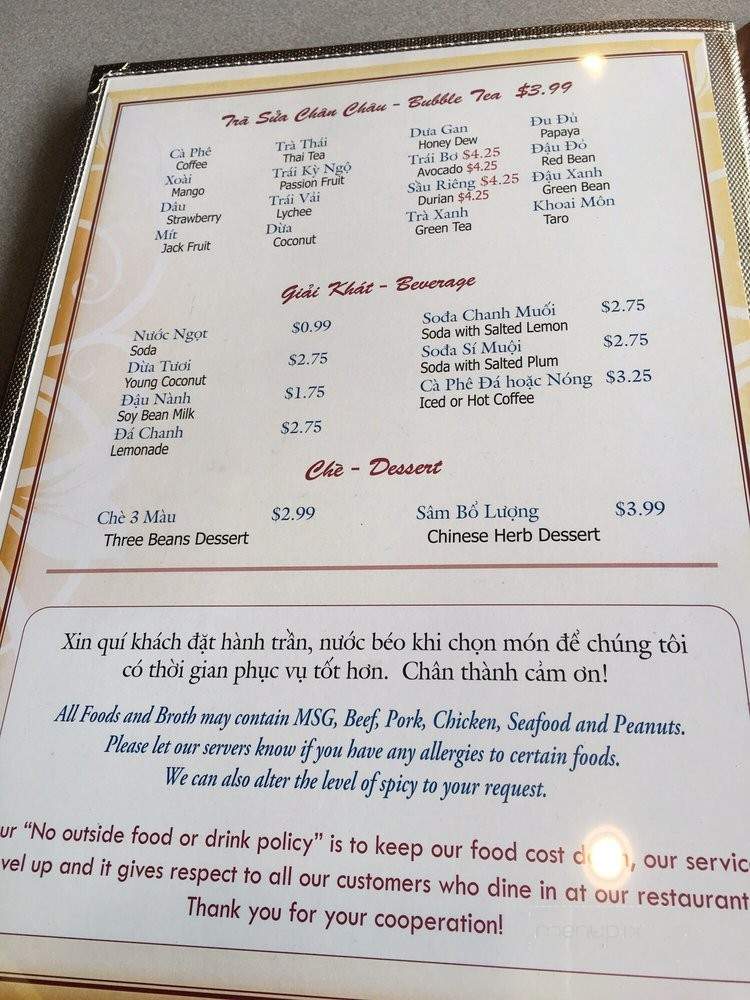 Trà Sữa Chân Châu - Bubble Tea $3.99
Cà Phê
Coffee
Xoài
Mango
Dâu
Strawberry
Mít
Jack Fruit
Trà Thái
Thai Tea
Trái Kỳ Ngộ
Passion Fruit
Trái Vải
Lychee
Dừa
Coconut
Dưa Gan
Honey Dew
Trái Bơ $4.25
Avocado $4.25
Sầu Riêng $4.25
Durian $4.25
Trà Xanh
Green Tea
Đu Đủ
Papaya
Đậu Đỏ
Red Bean
Đậu Xanh
Green Bean
Khoai Môn
Taro
Giải Khát - Beverage
Nước Ngọt $0.99
Soda
Dừa Tươi $2.75
Young Coconut
Đậu Nành $1.75
Soy Bean Milk
Đá Chanh $2.75
Lemonade
Sođa Chanh Muối $2.75
Soda with Salted Lemon
Sođa Sí Muội $2.75
Soda with Salted Plum
Cà Phê Đá hoặc Nóng $3.25
Iced or Hot Coffee
Chè - Dessert
Chè 3 Màu $2.99
Three Beans Dessert
Sâm Bổ Lượng $3.99
Chinese Herb Dessert
Xin quí khách đặt hành trần, nước béo khi chọn món để chúng tôi
có thời gian phục vụ tốt hơn. Chân thành cảm ơn!
All Foods and Broth may contain MSG, Beef, Pork, Chicken, Seafood and Peanuts.
Please let our servers know if you have any allergies to certain foods.
We can also alter the level of spicy to your request.
ur "No outside food or drink policy" is to keep our food cost our servic
vel up and it gives respect to all our customers who dine in at our restaurant
Thank you for your cooperation!